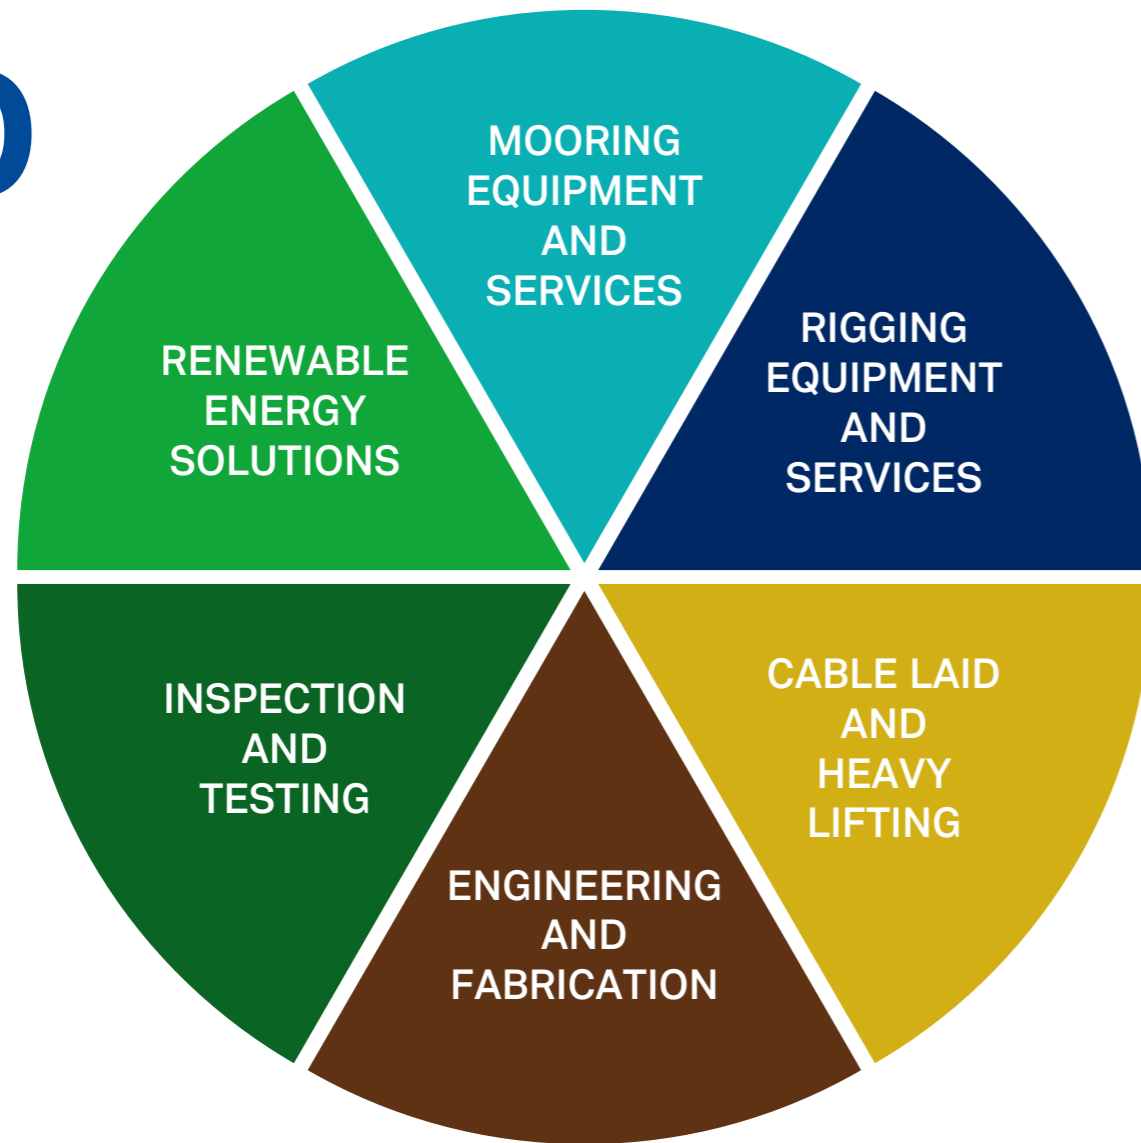 MOORING
EQUIPMENT
AND
SERVICES
RIGGING
EQUIPMENT
AND
SERVICES
RENEWABLE
ENERGY
SOLUTIONS
CABLE LAID
AND
HEAVY
LIFTING
INSPECTION
AND
TESTING
ENGINEERING
AND
FABRICATION